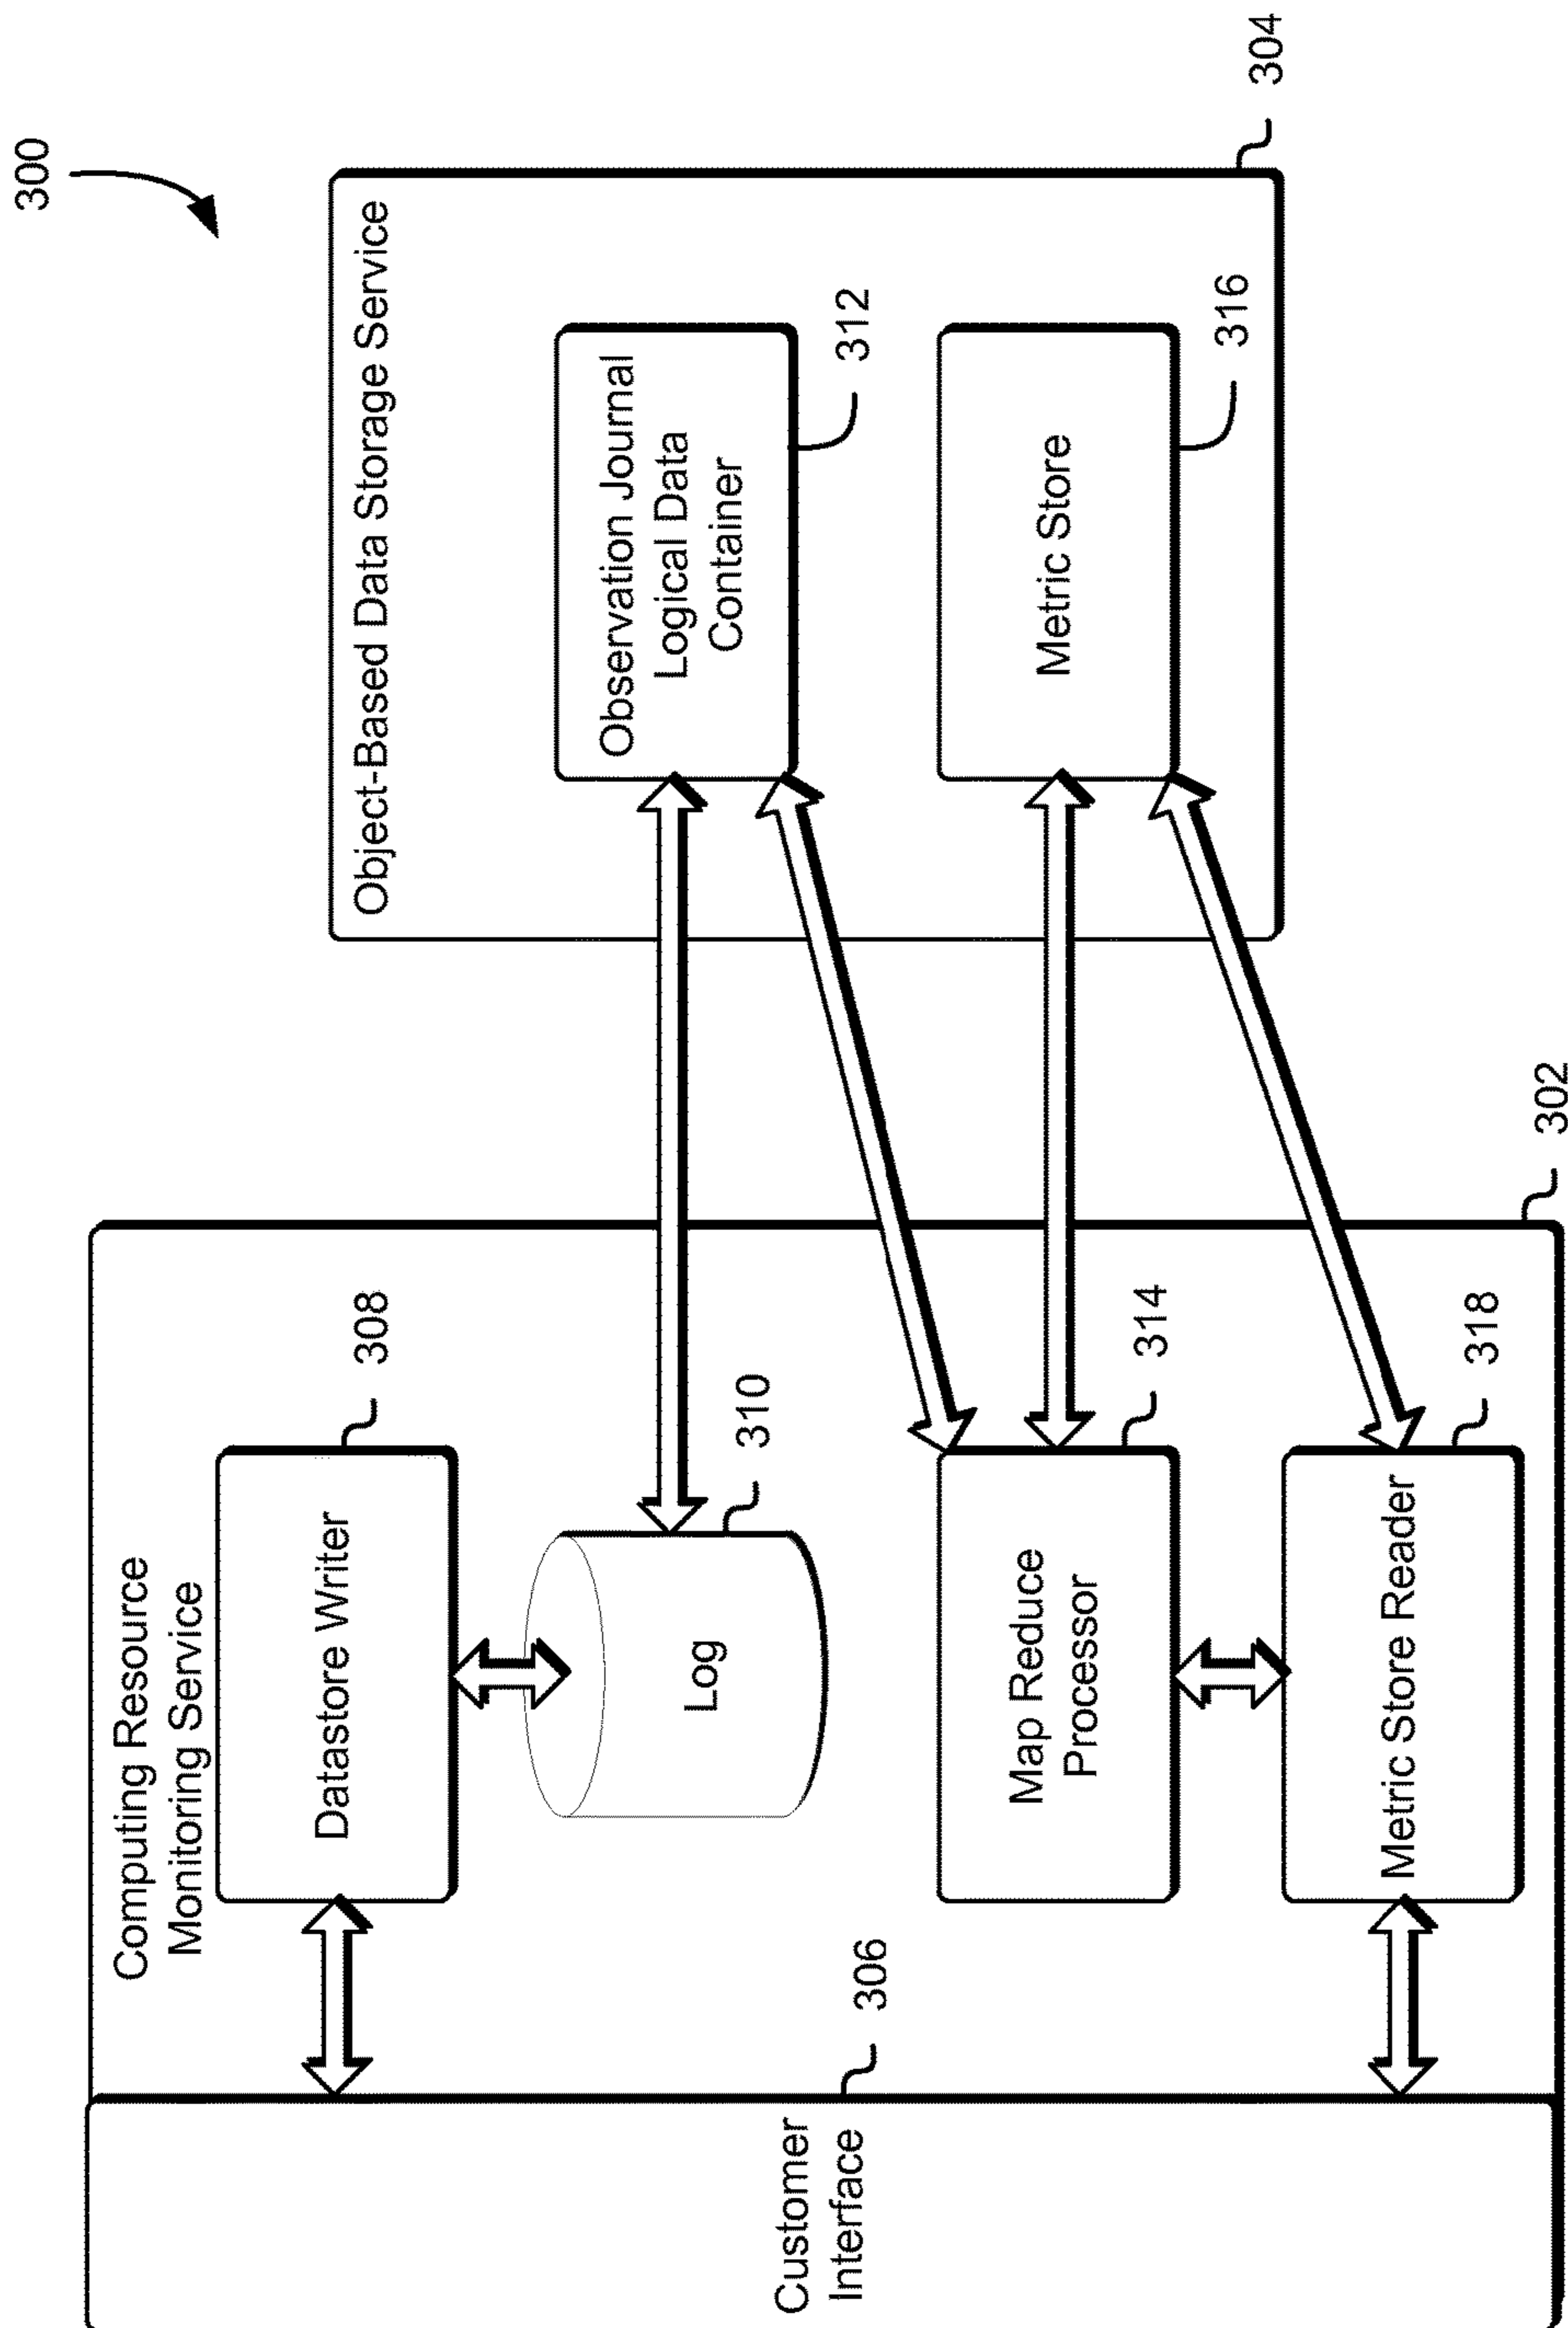 300
Computing Resource
Monitoring Service
Object-Based Data Storage Service
Datastore Writer
308
Log
310
Observation Journal
Logical Data
Container
312
304
Customer
Interface
306
Map Reduce
Processor
314
Metric Store
316
Metric Store Reader
318
302